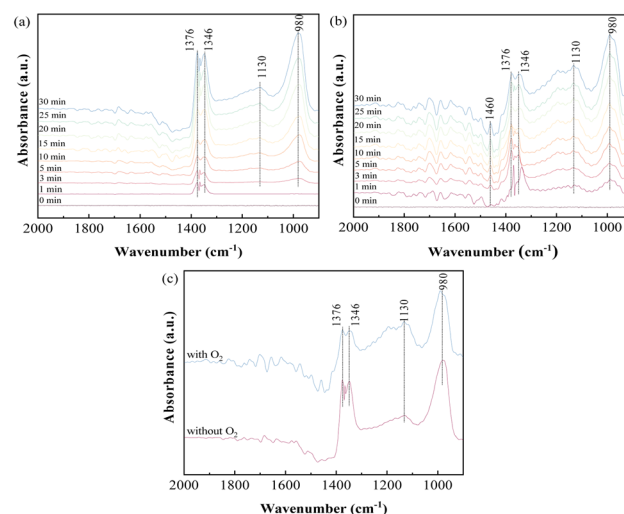 (a)
1376
1346
1130
980
30 min
25 min
20 min
15 min
10 min
5 min
3 min
1 min
0 min
Absorbance (a.u.)
2000 1800 1600 1400 1200 1000
Wavenumber (cm-1)
(b)
1460
1376
1346
1130
980
30 min
25 min
20 min
15 min
10 min
5 min
3 min
1 min
0 min
Absorbance (a.u.)
2000 1800 1600 1400 1200 1000
Wavenumber (cm-1)
(c)
1376
1346
1130
980
with O2
without O2
Absorbance (a.u.)
2000 1800 1600 1400 1200 1000
Wavenumber (cm-1)